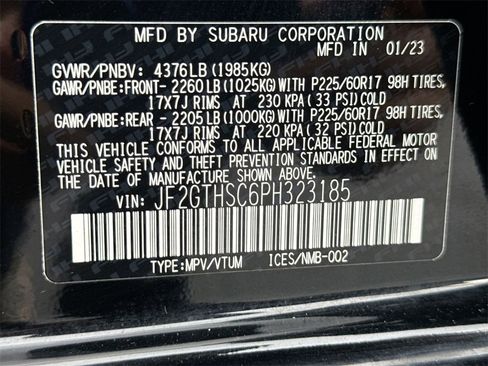 MFD BY SUBARU CORPORATION
MFD IN 01/23
GVWR/PNBV: 4376LB (1985KG)
GAWR/PNBE:FRONT- 2260 LB (1025KG) WITH P225/60R17 98H TIRES,
17X7J RIMS AT 230 KPA ( 33 PSI) COLD
GAWR/PNBE:REAR - 2205 LB (1000KG) WITH P225/60R17 98H TIRES,
17X7J RIMS AT 220 KPA ( 32 PSI) COLD
THIS VEHICLE CONFORMS TO ALL APPLICABLE FEDERAL MOTOR
VEHICLE SAFETY AND THEFT PREVENTION STANDARDS IN EFFECT ON
THE DATE OF MANUFACTURE SHOWN ABOVE.
VIN: JF2GTHSC6PH323185
TYPE:MPV/VTUM ICES/NMB-002